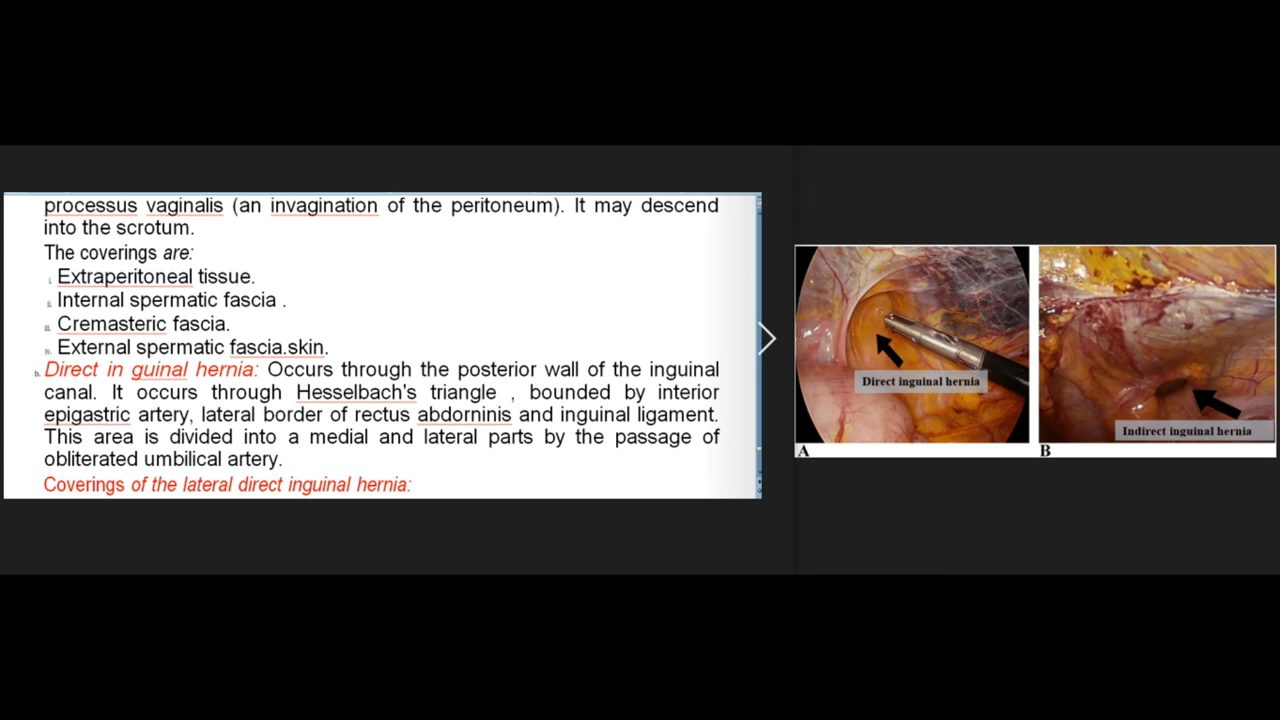 processus vaginalis (an invagination of the peritoneum). It may descend
into the scrotum.
The coverings are:
i. Extraperitoneal tissue.
ii. Internal spermatic fascia .
iii. Cremasteric fascia.
iv. External spermatic fascia.skin.
b. Direct in guinal hernia: Occurs through the posterior wall of the inguinal
canal. It occurs through Hesselbach's triangle , bounded by interior
epigastric artery, lateral border of rectus abdorninis and inguinal ligament.
This area is divided into a medial and lateral parts by the passage of
obliterated umbilical artery.
Coverings of the lateral direct inguinal hernia:
Direct inguinal hernia
A
Indirect inguinal hernia
B